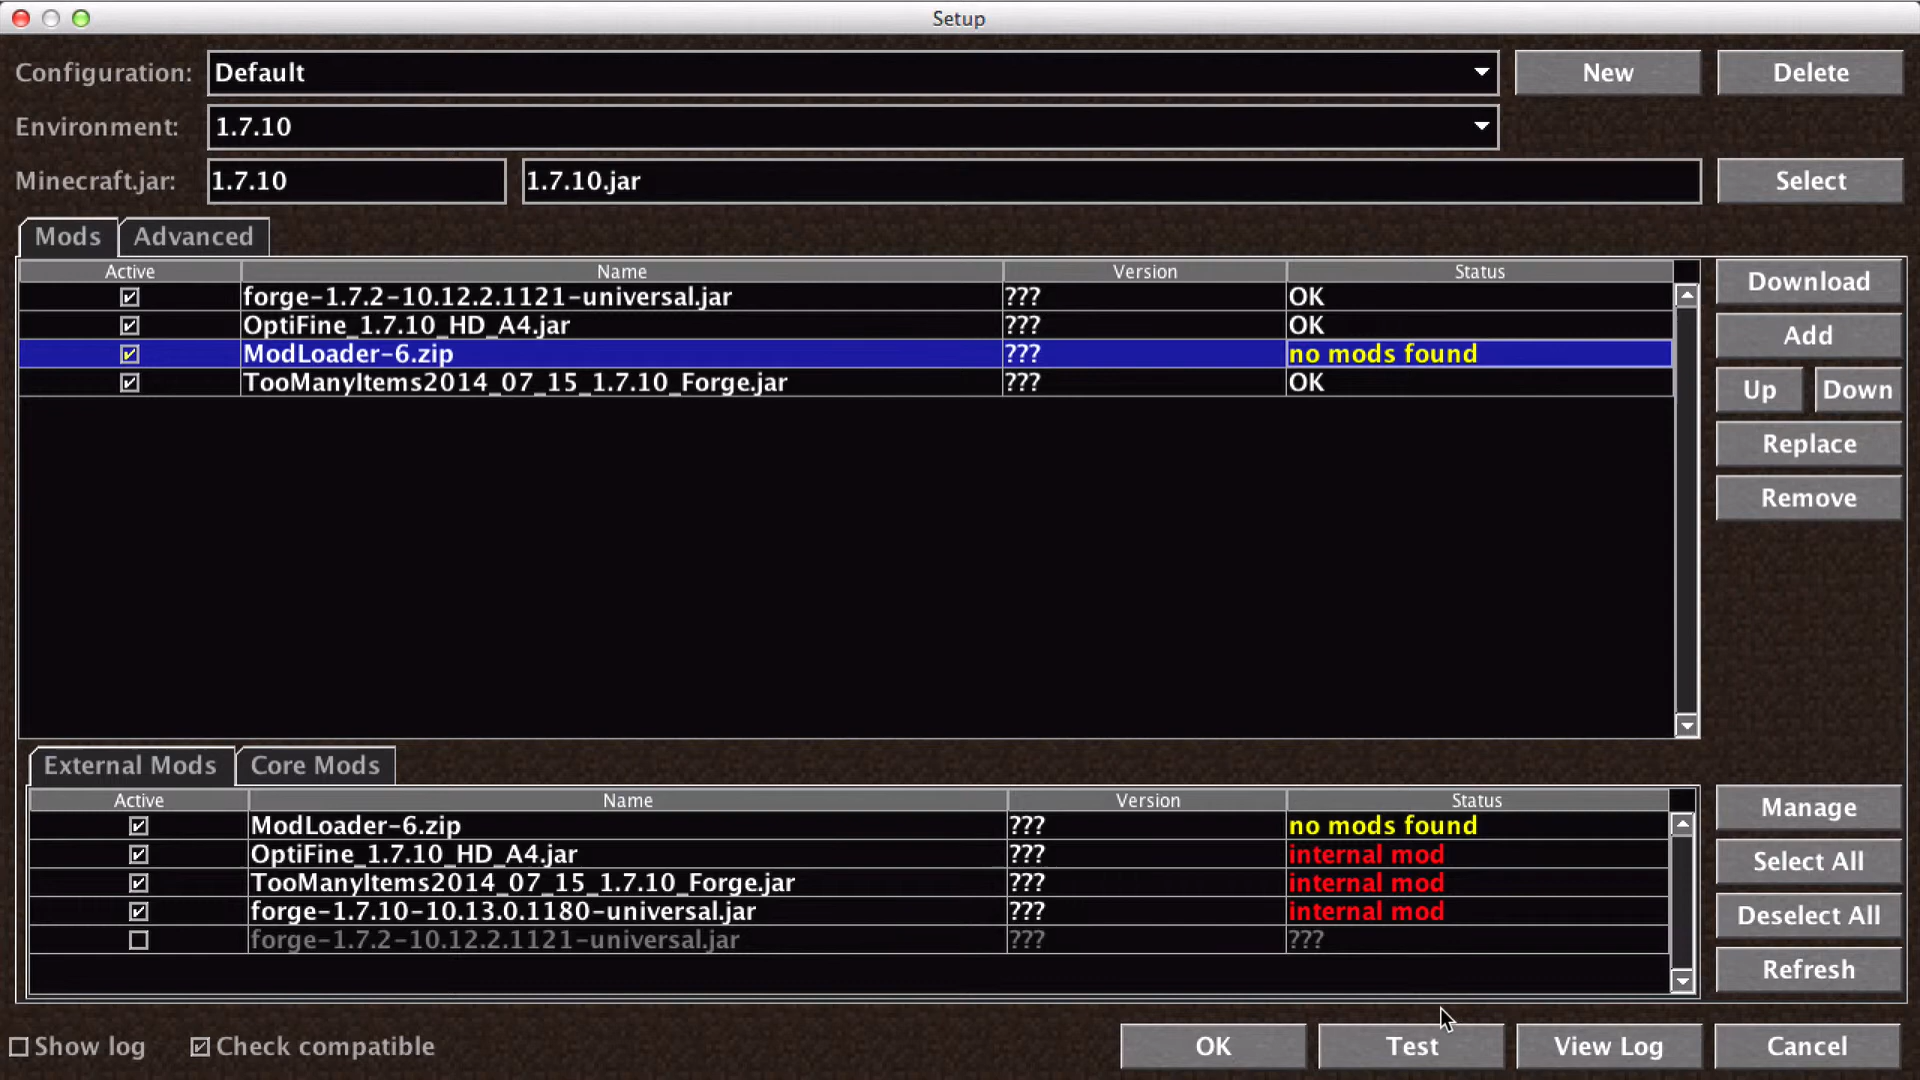 Setup
Configuration: Default New Delete
Environment: 1.7.10
Minecraft.jar: 1.7.10 1.7.10.jar Select
Mods Advanced
Active Name Version Status
forge-1.7.2-10.12.2.1121-universal.jar ??? OK
OptiFine_1.7.10_HD_A4.jar ??? OK
ModLoader-6.zip ??? no mods found
TooManyItems2014_07_15_1.7.10_Forge.jar ??? OK
Download
Add
Up Down
Replace
Remove
External Mods Core Mods
Active Name Version Status
ModLoader-6.zip ??? no mods found
OptiFine_1.7.10_HD_A4.jar ??? internal mod
TooManyItems2014_07_15_1.7.10_Forge.jar ??? internal mod
forge-1.7.10-10.13.0.1180-universal.jar ??? internal mod
forge-1.7.2-10.12.2.1121-universal.jar ??? ???
Manage
Select All
Deselect All
Refresh
Show log Check compatible OK Test View Log Cancel